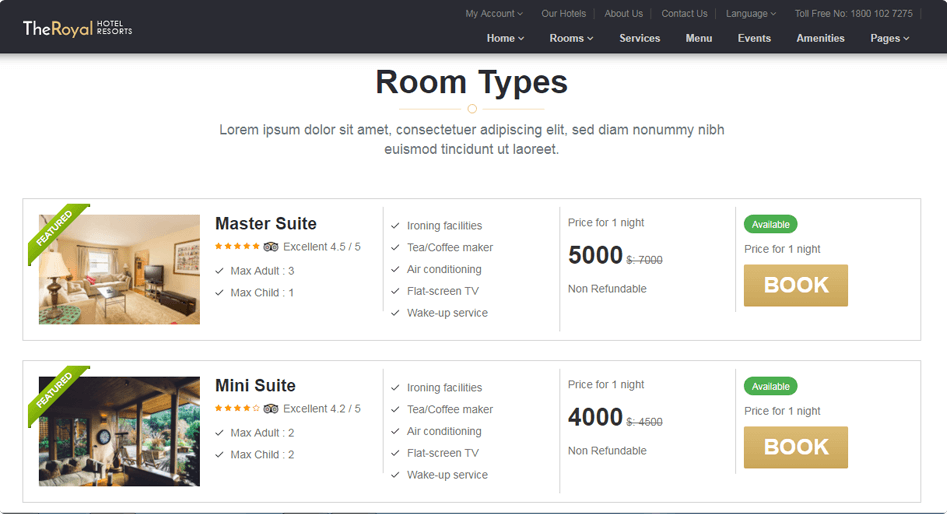 TheRoyal HOTEL RESORTS
My Account Our Hotels About Us Contact Us Language Toll Free No: 1800 102 7275
Home Rooms Services Menu Events Amenities Pages
Room Types
Lorem ipsum dolor sit amet, consectetuer adipiscing elit, sed diam nonummy nibh
euismod tincidunt ut laoreet.
FEATURED
Master Suite
Excellent 4.5 / 5
Max Adult : 3
Max Child : 1
Ironing facilities
Tea/Coffee maker
Air conditioning
Flat-screen TV
Wake-up service
Price for 1 night
5000 $: 7000
Non Refundable
Available
Price for 1 night
BOOK
FEATURED
Mini Suite
Excellent 4.2 / 5
Max Adult : 2
Max Child : 2
Ironing facilities
Tea/Coffee maker
Air conditioning
Flat-screen TV
Wake-up service
Price for 1 night
4000 $: 4500
Non Refundable
Available
Price for 1 night
BOOK